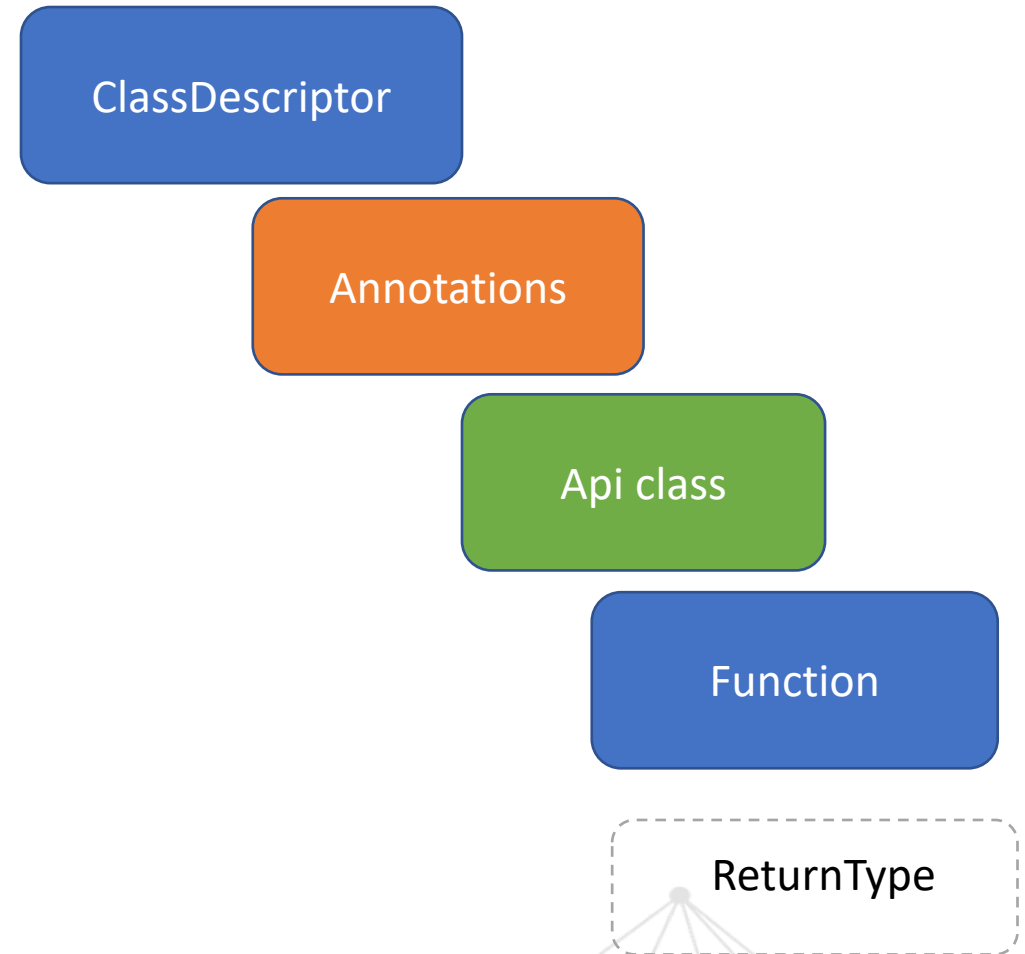 ClassDescriptor
Annotations
Api class
Function
ReturnType